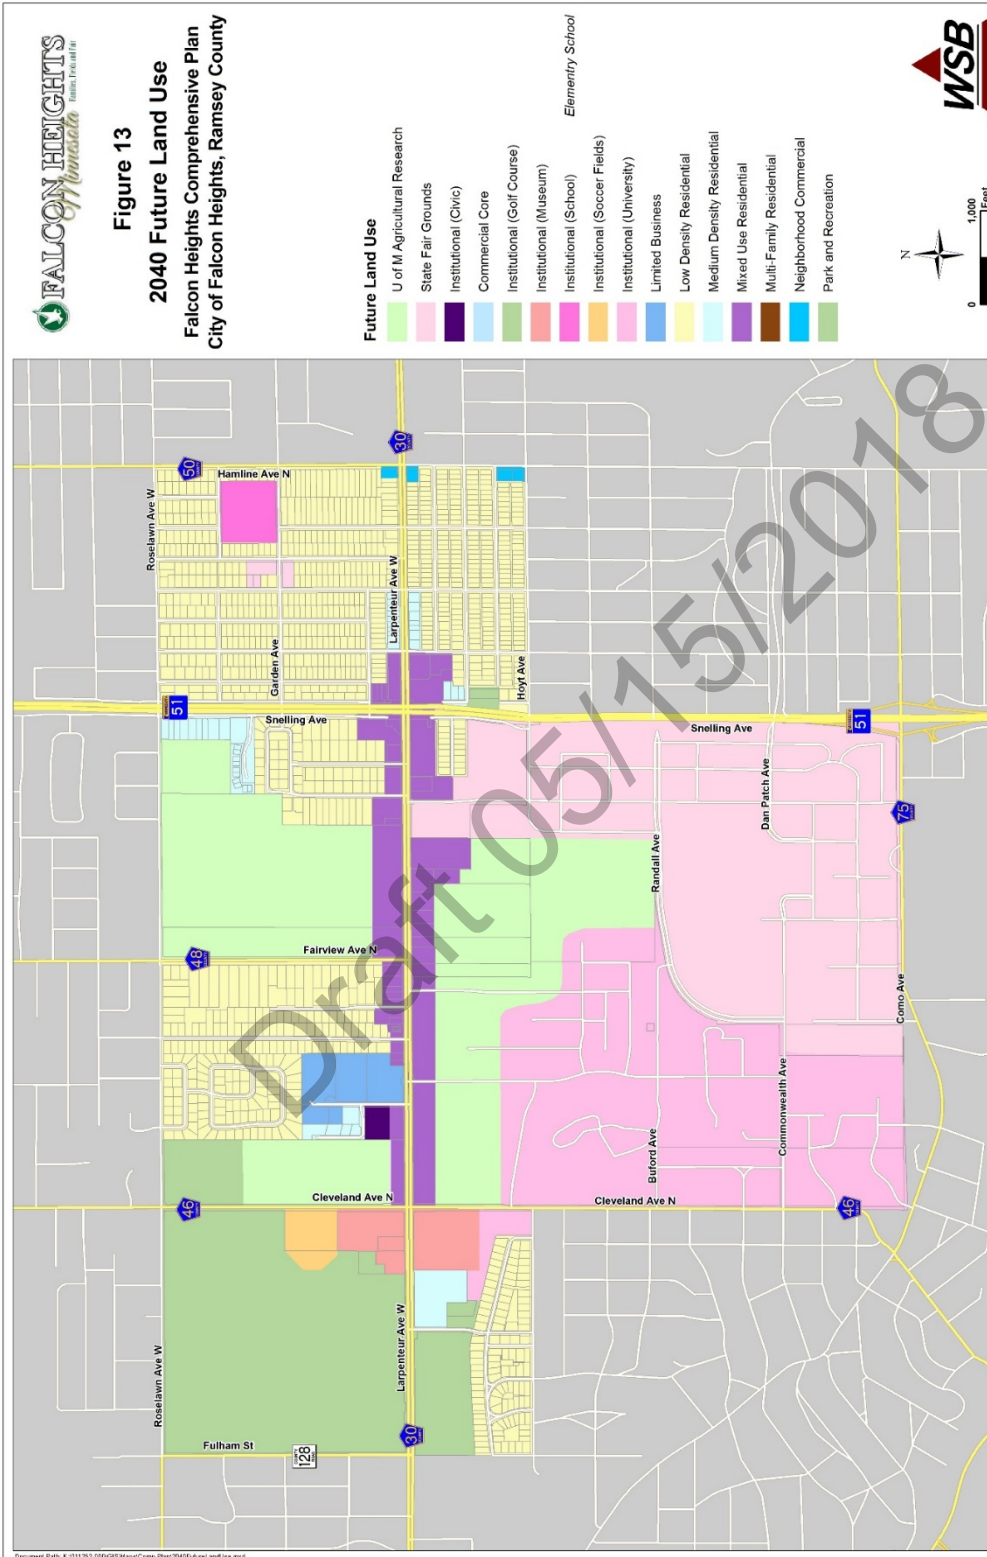 FALCON HEIGHTS
Minnesota
Families, Fields and Fair
Figure 13
2040 Future Land Use
Falcon Heights Comprehensive Plan
City of Falcon Heights, Ramsey County
Future Land Use
U of M Agricultural Research
State Fair Grounds
Institutional (Civic)
Commercial Core
Institutional (Golf Course)
Institutional (Museum)
Institutional (School)
Elementry School
Institutional (Soccer Fields)
Institutional (University)
Limited Business
Low Density Residential
Medium Density Residential
Mixed Use Residential
Multi-Family Residential
Neighborhood Commercial
Park and Recreation
N
0
1,000
Feet
WSB
50
Hamline Ave N
30
Roselawn Ave W
Larpenteur Ave W
Garden Ave
Hoyt Ave
51
Snelling Ave
Snelling Ave
51
Dan Patch Ave
75
Randall Ave
48
Fairview Ave N
Como Ave
Commonwealth Ave
Buford Ave
46
Cleveland Ave N
Cleveland Ave N
46
Roselawn Ave W
Larpenteur Ave W
30
Fulham St
128
Draft 05/15/2018